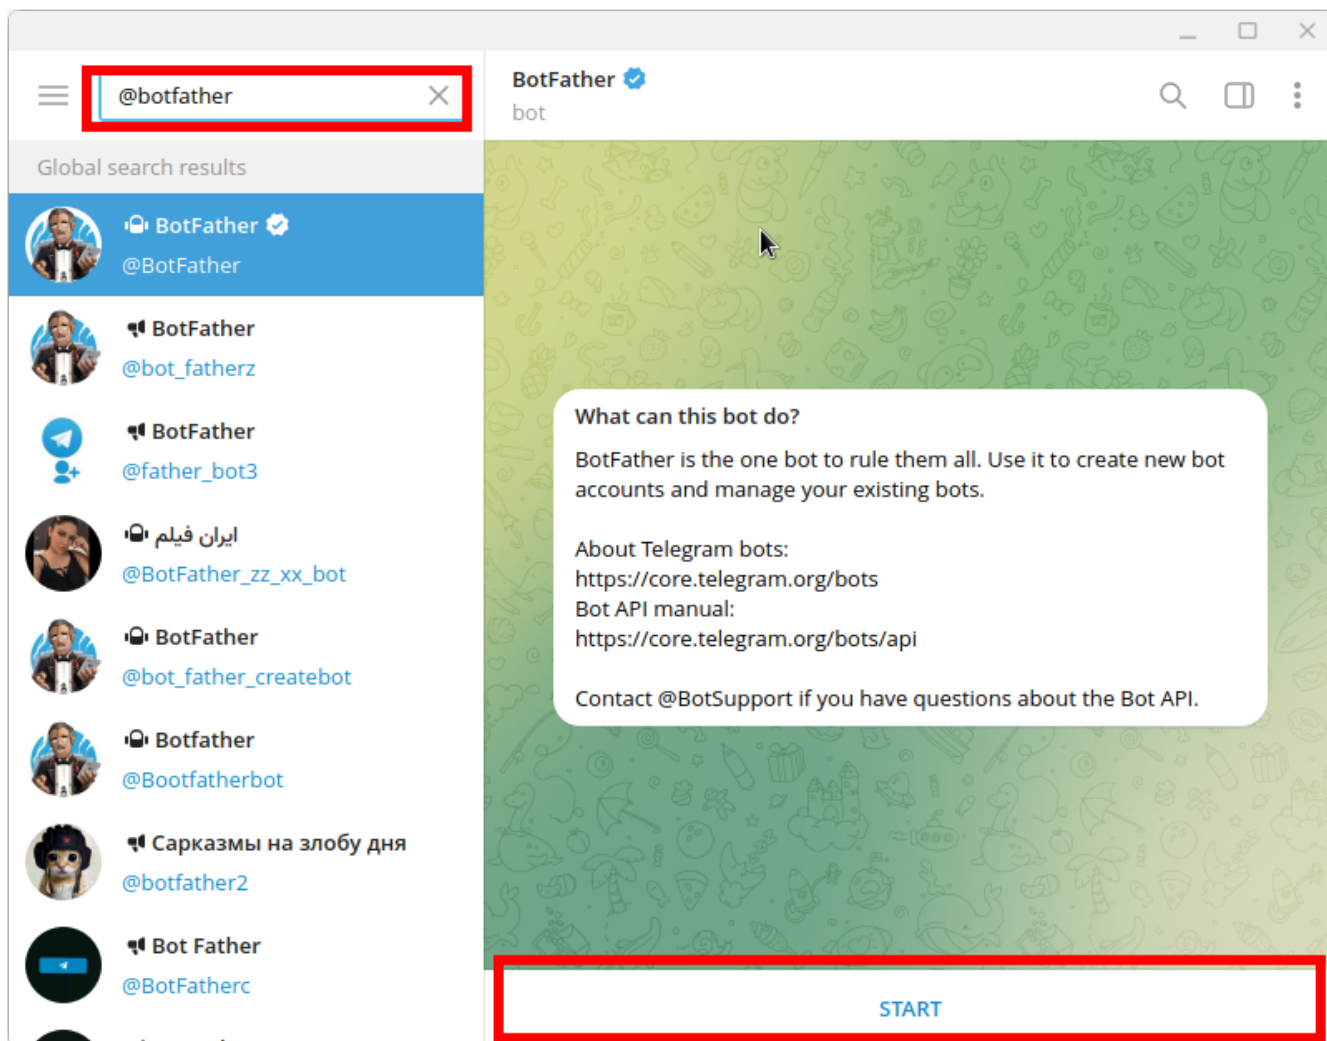 @botfather
Global search results
BotFather
@BotFather
BotFather
@bot_fatherz
BotFather
@father_bot3
ایران فیلم
@BotFather_zz_xx_bot
BotFather
@bot_father_createbot
Botfather
@Bootfatherbot
Сарказмы на злобу дня
@botfather2
Bot Father
@BotFatherc
BotFather
bot
What can this bot do?
BotFather is the one bot to rule them all. Use it to create new bot
accounts and manage your existing bots.
About Telegram bots:
https://core.telegram.org/bots
Bot API manual:
https://core.telegram.org/bots/api
Contact @BotSupport if you have questions about the Bot API.
START